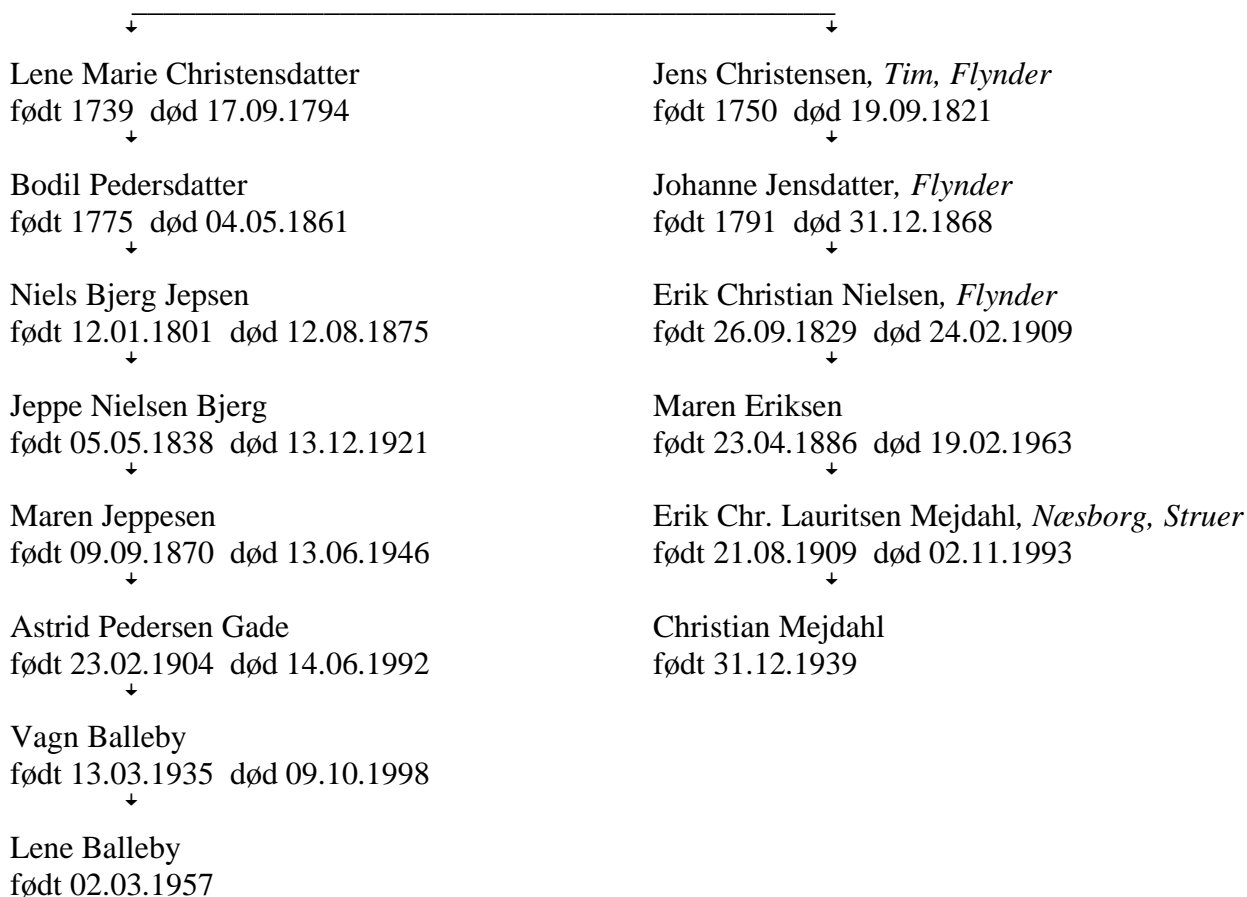 Lene Marie Christensdatter
født 1739 død 17.09.1794
Bodil Pedersdatter
født 1775 død 04.05.1861
Niels Bjerg Jepsen
født 12.01.1801 død 12.08.1875
Jeppe Nielsen Bjerg
født 05.05.1838 død 13.12.1921
Maren Jeppesen
født 09.09.1870 død 13.06.1946
Astrid Pedersen Gade
født 23.02.1904 død 14.06.1992
Vagn Balleby
født 13.03.1935 død 09.10.1998
Lene Balleby
født 02.03.1957
Jens Christensen, Tim, Flynder
født 1750 død 19.09.1821
Johanne Jensdatter, Flynder
født 1791 død 31.12.1868
Erik Christian Nielsen, Flynder
født 26.09.1829 død 24.02.1909
Maren Eriksen
født 23.04.1886 død 19.02.1963
Erik Chr. Lauritsen Mejdahl, Næsborg, Struer
født 21.08.1909 død 02.11.1993
Christian Mejdahl
født 31.12.1939